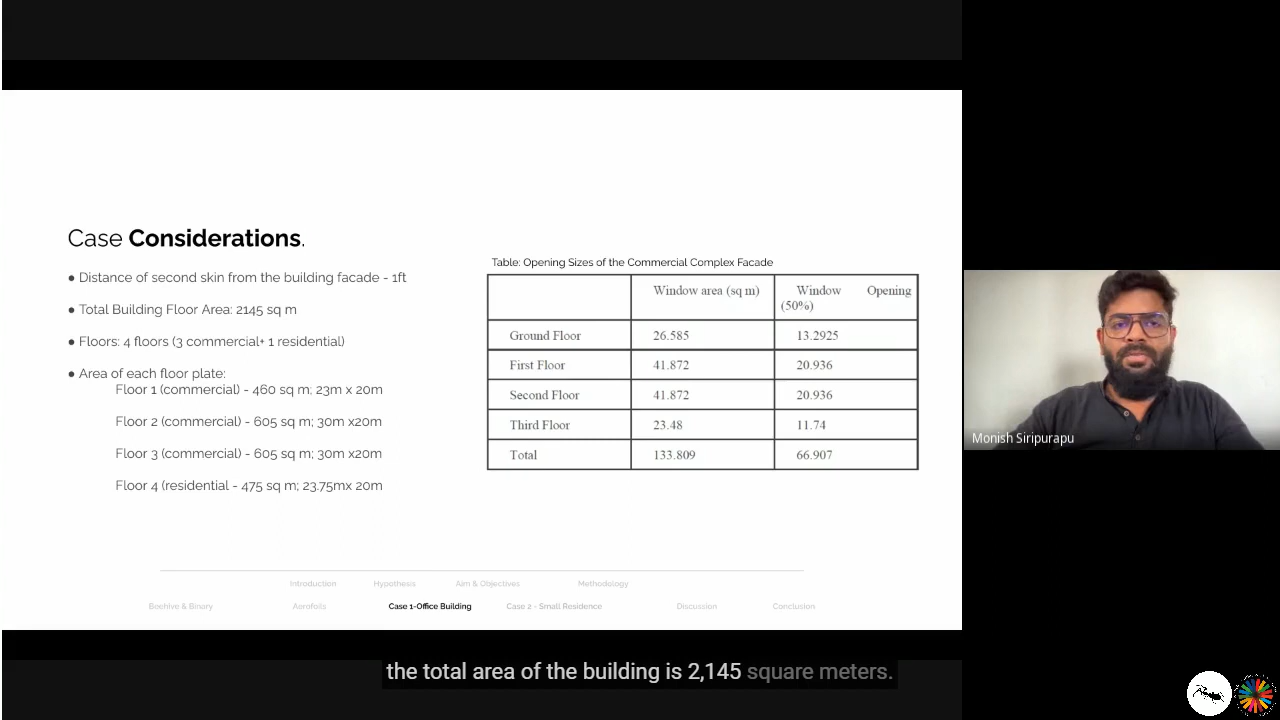 Case Considerations.
● Distance of second skin from the building facade - 1ft
● Total Building Floor Area: 2145 sq m
● Floors: 4 floors (3 commercial+ 1 residential)
● Area of each floor plate:
Floor 1 (commercial) - 460 sq m; 23m x 20m
Floor 2 (commercial) - 605 sq m; 30m x20m
Floor 3 (commercial) - 605 sq m; 30m x20m
Floor 4 (residential - 475 sq m; 23.75mx 20m
Table: Opening Sizes of the Commercial Complex Facade
Window area (sq m) Window Opening
(50%)
Ground Floor 26.585 13.2925
First Floor 41.872 20.936
Second Floor 41.872 20.936
Third Floor 23.48 11.74
Total 133.809 66.907
Monish Siripurapu
Introduction Hypothesis Aim & Objectives Methodology
Beehive & Binary Aerofoils Case 1-Office Building Case 2 - Small Residence Discussion Conclusion
the total area of the building is 2,145 square meters.